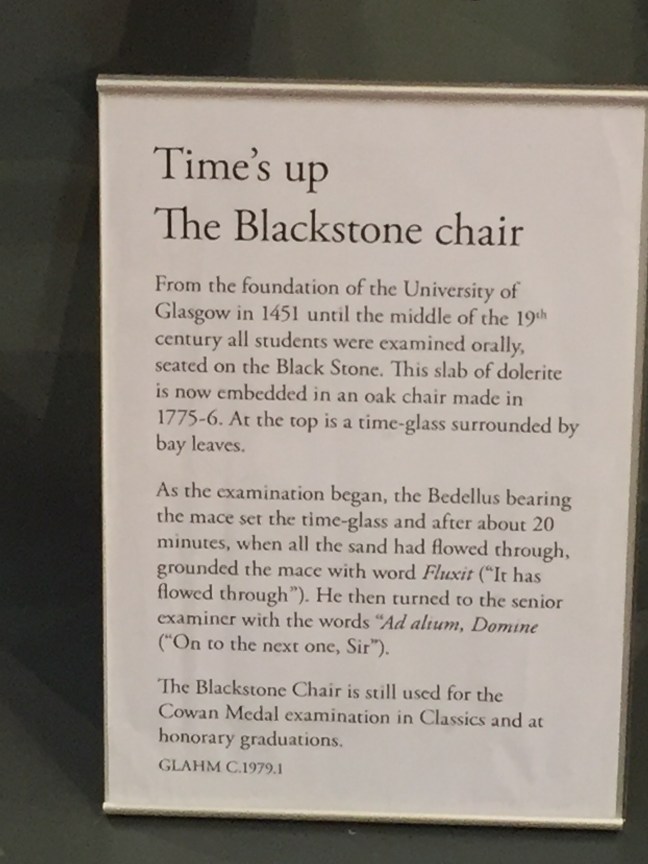 Time's up
The Blackstone chair
From the foundation of the University of
Glasgow in 1451 until the middle of the 19th
century all students were examined orally,
seated on the Black Stone. This slab of dolerite
is now embedded in an oak chair made in
1775-6. At the top is a time-glass surrounded by
bay leaves.
As the examination began, the Bedellus bearing
the mace set the time-glass and after about 20
minutes, when all the sand had flowed through,
grounded the mace with word Fluxit ("It has
flowed through"). He then turned to the senior
examiner with the words "Ad alium, Domine
("On to the next one, Sir").
The Blackstone Chair is still used for the
Cowan Medal examination in Classics and at
honorary graduations.
GLAHM C.1979.1